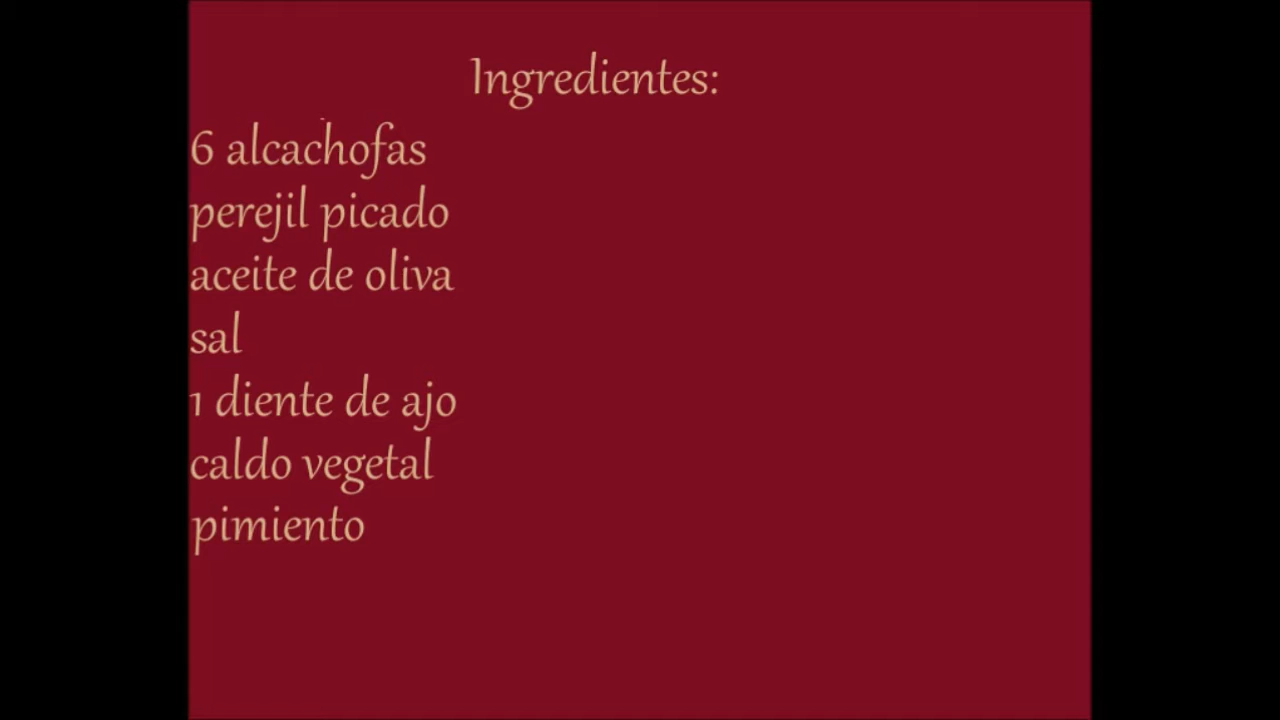 Ingredientes:
6 alcachofas
perejil picado
aceite de oliva
sal
1 diente de ajo
caldo vegetal
pimiento